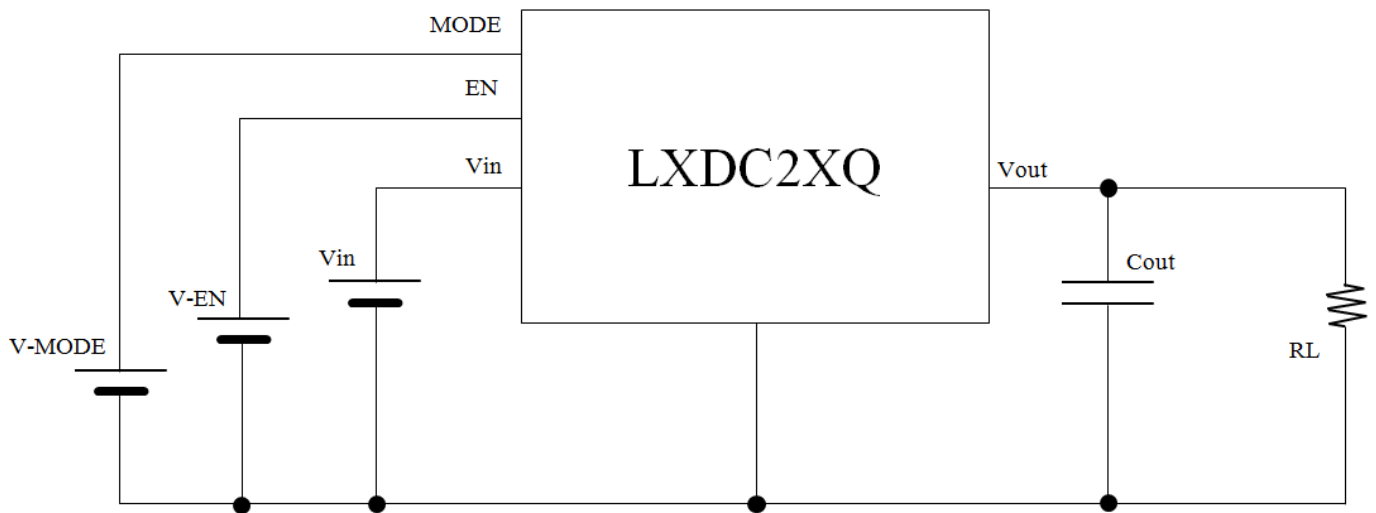 MODE
EN
Vin
LXDC2XQ
Vout
Vin
Cout
V-EN
V-MODE
RL